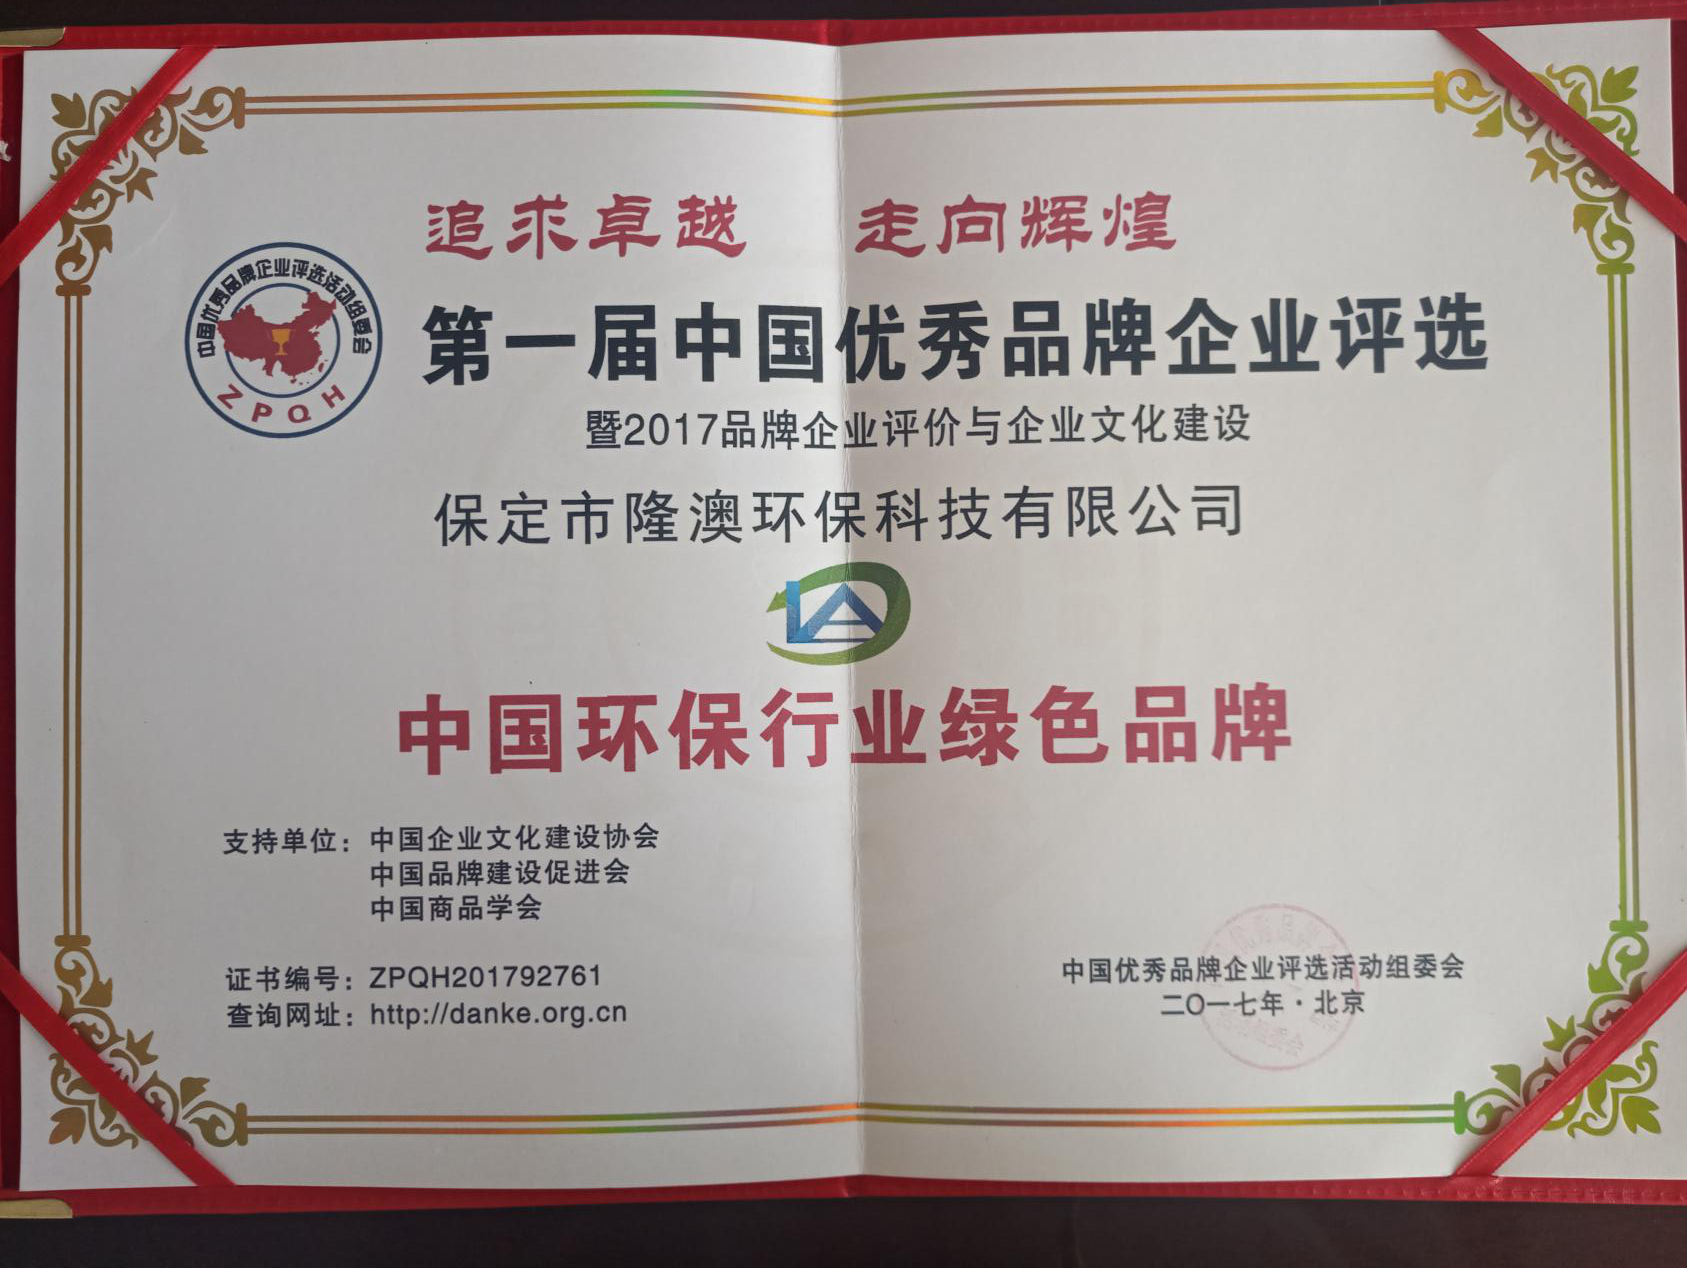 追求卓越 走向辉煌
中国优秀品牌企业评选活动组委会
ZPQH
第一届中国优秀品牌企业评选
暨2017品牌企业评价与企业文化建设
保定市隆澳环保科技有限公司
LA
中国环保行业绿色品牌
支持单位：中国企业文化建设协会
中国品牌建设促进会
中国商品学会
证书编号：ZPQH201792761
查询网址：http://danke.org.cn
中国优秀品牌企业评选活动组委会
二〇一七年·北京